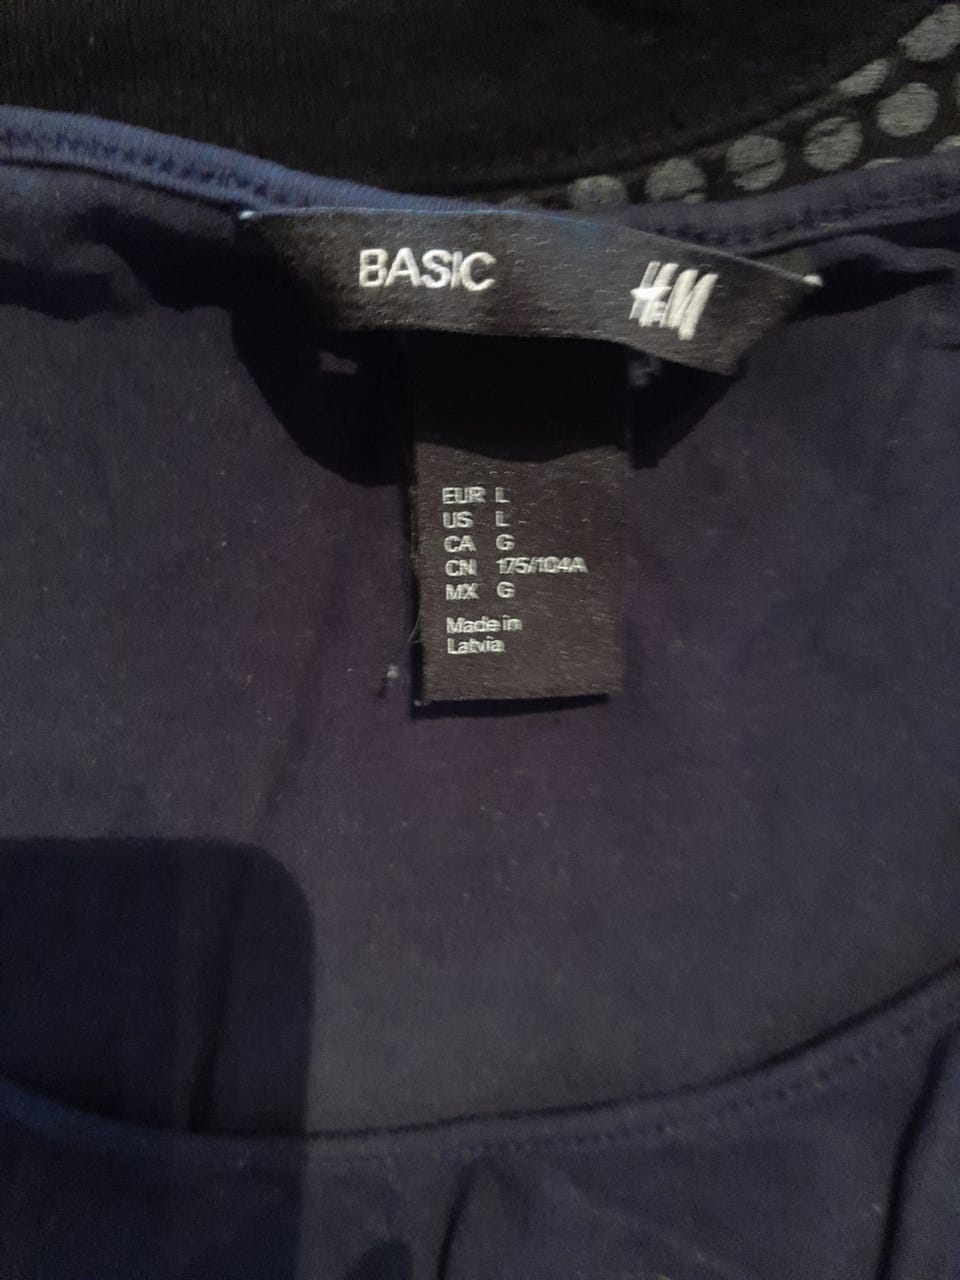 BASIC H&M
EUR L
US L
CA G
CN 175/104A
MX G
Made in
Latvia